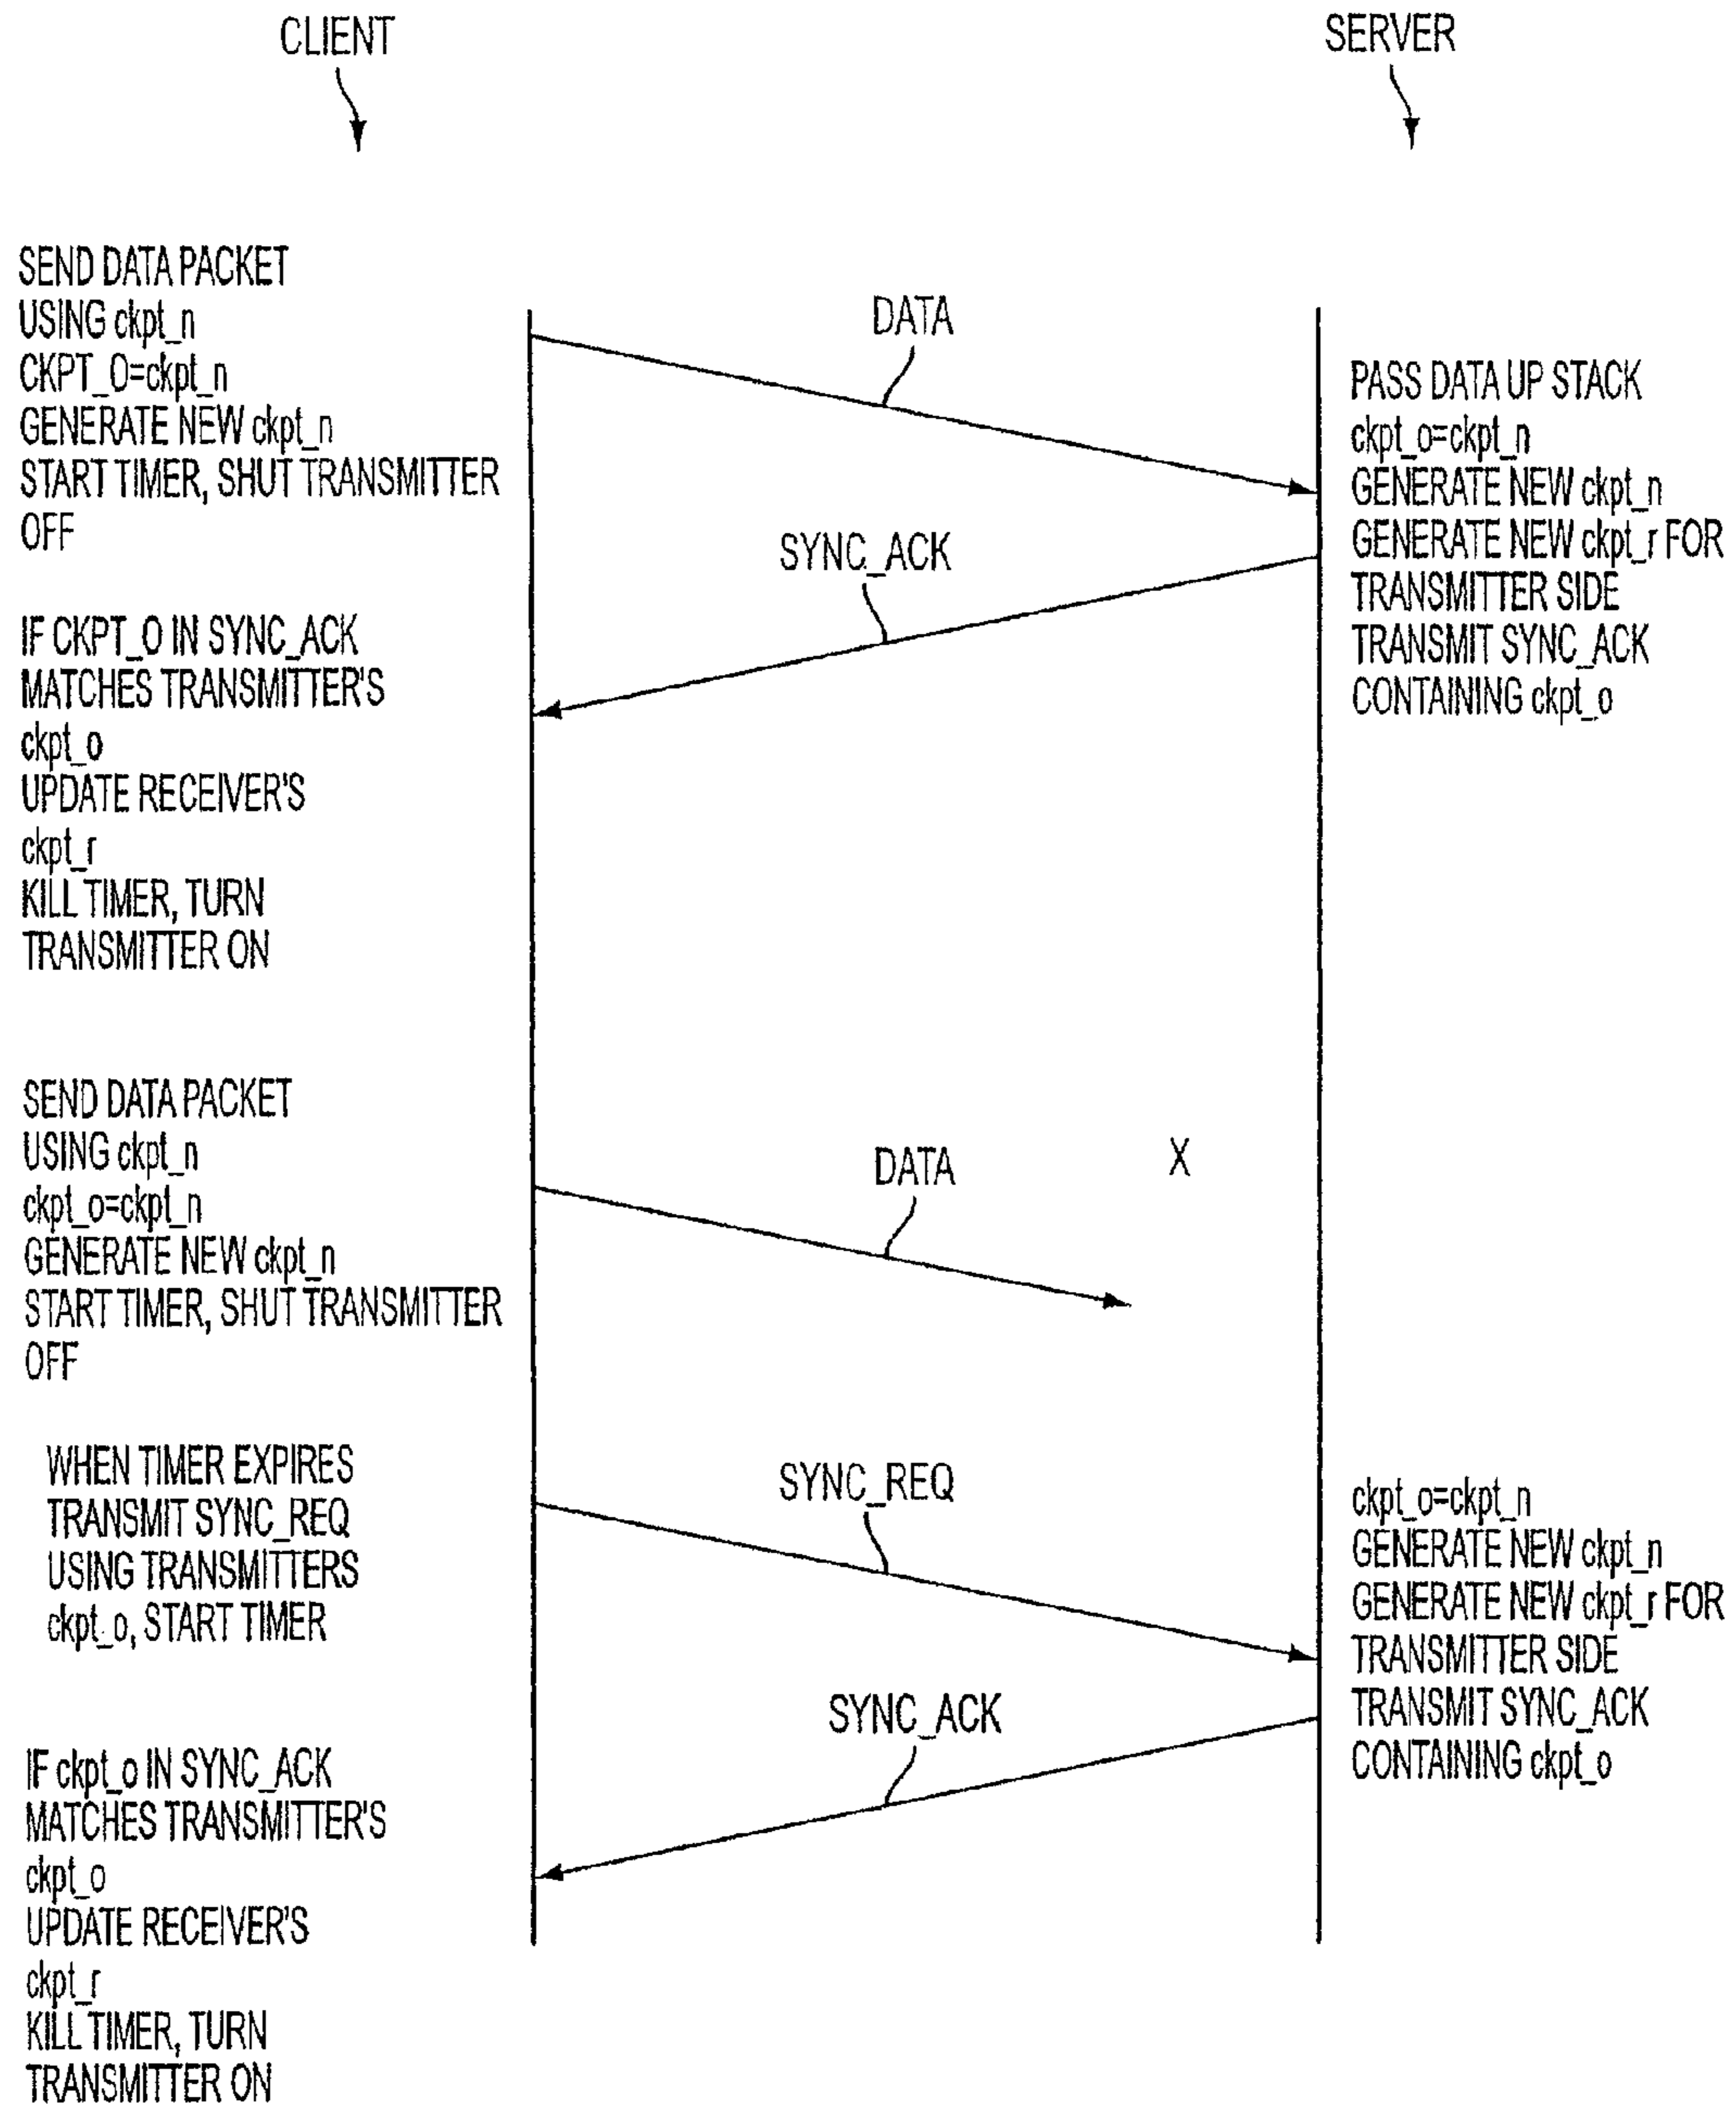 CLIENT
SERVER
SEND DATA PACKET
USING ckpt_n
CKPT_O=ckpt_n
GENERATE NEW ckpt_n
START TIMER, SHUT TRANSMITTER
OFF
DATA
PASS DATA UP STACK
ckpt_o=ckpt_n
GENERATE NEW ckpt_n
GENERATE NEW ckpt_r FOR
TRANSMITTER SIDE
TRANSMIT SYNC_ACK
CONTAINING ckpt_o
SYNC_ACK
IF CKPT_O IN SYNC_ACK
MATCHES TRANSMITTER'S
ckpt_o
UPDATE RECEIVER'S
ckpt_r
KILL TIMER, TURN
TRANSMITTER ON
SEND DATA PACKET
USING ckpt_n
ckpt_o=ckpt_n
GENERATE NEW ckpt_n
START TIMER, SHUT TRANSMITTER
OFF
DATA
X
WHEN TIMER EXPIRES
TRANSMIT SYNC_REQ
USING TRANSMITTERS
ckpt_o, START TIMER
SYNC_REQ
ckpt_o=ckpt_n
GENERATE NEW ckpt_n
GENERATE NEW ckpt_r FOR
TRANSMITTER SIDE
TRANSMIT SYNC_ACK
CONTAINING ckpt_o
SYNC_ACK
IF ckpt_o IN SYNC_ACK
MATCHES TRANSMITTER'S
ckpt_o
UPDATE RECEIVER'S
ckpt_r
KILL TIMER, TURN
TRANSMITTER ON